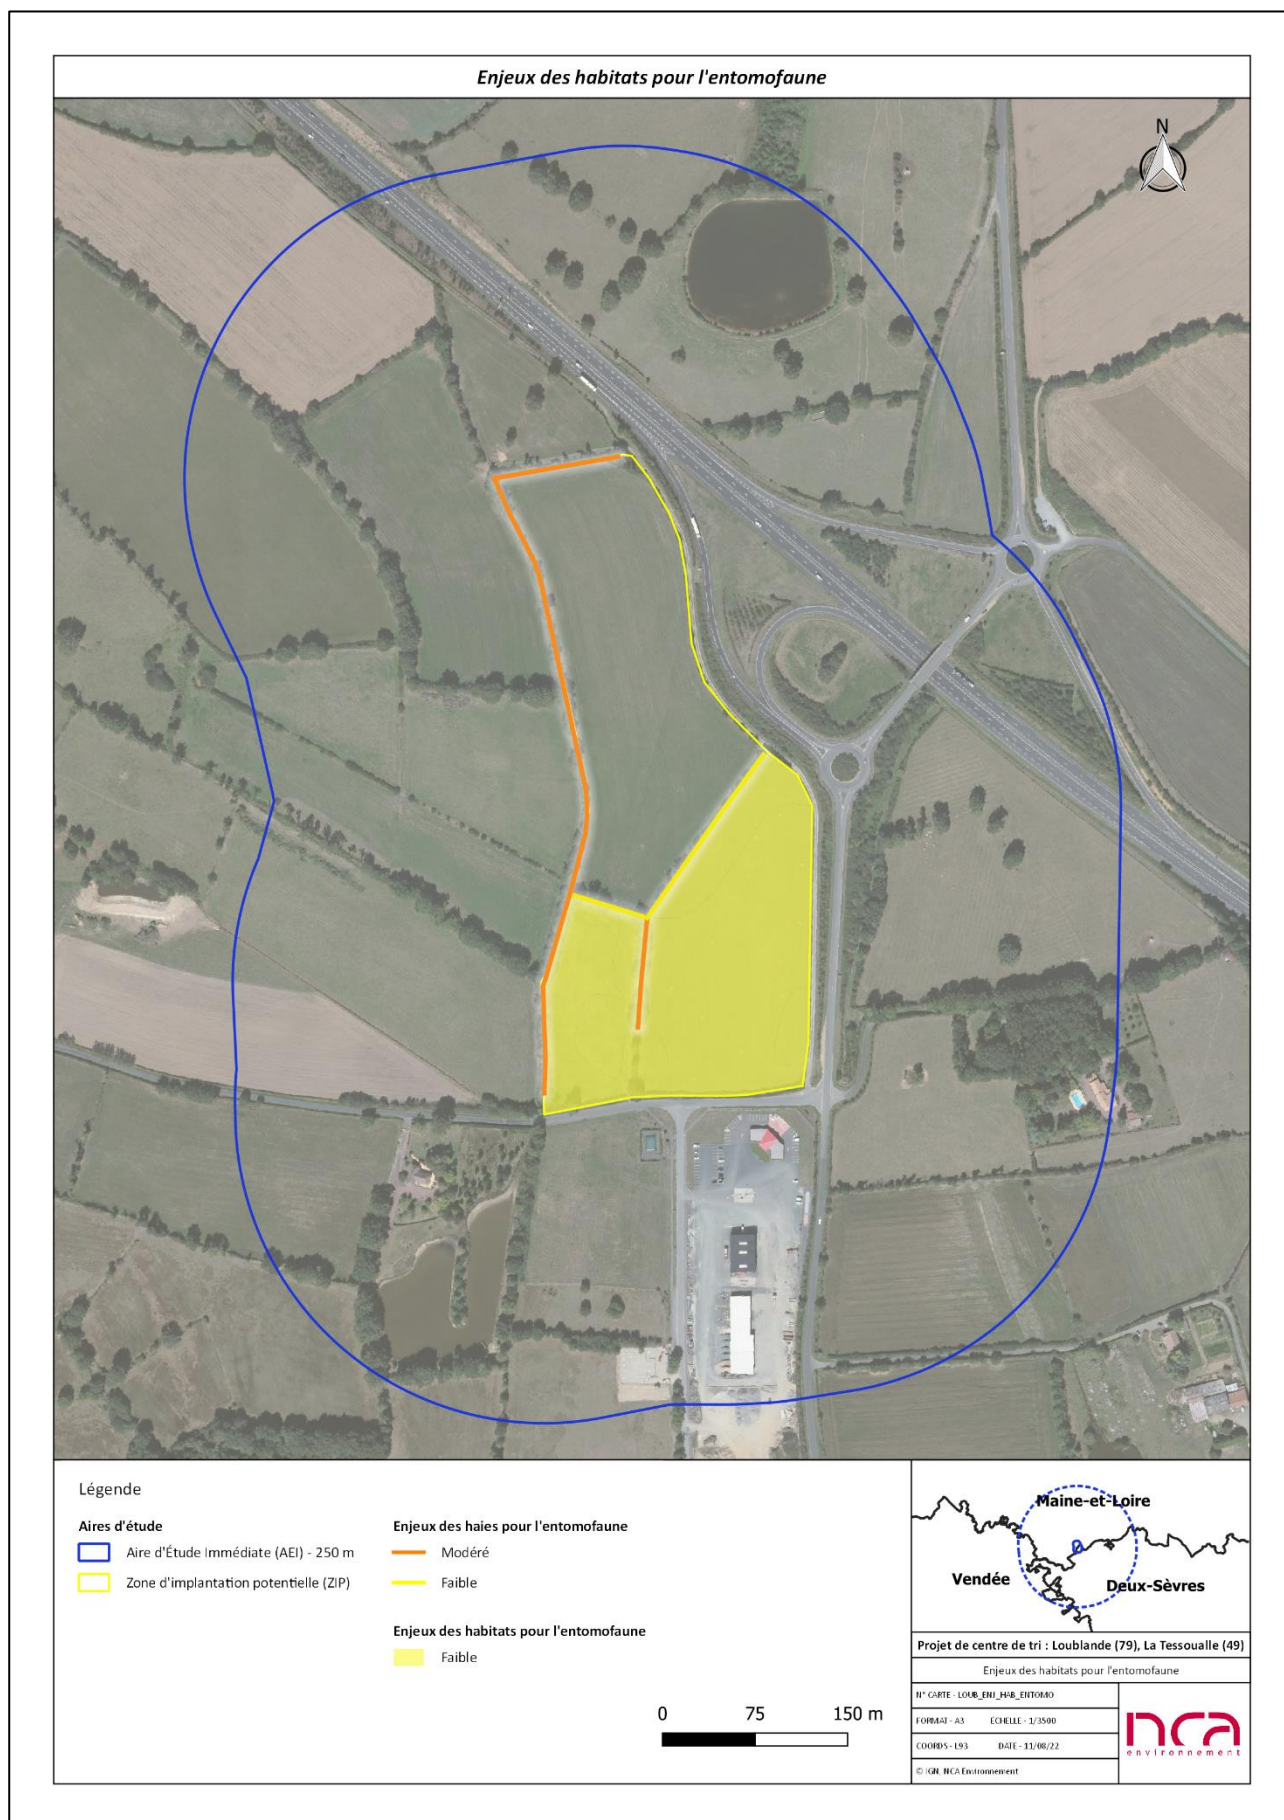 Enjeux des habitats pour l'entomofaune
N
Légende
Aires d'étude
Aire d'Étude Immédiate (AEI) - 250 m
Zone d'implantation potentielle (ZIP)
Enjeux des haies pour l'entomofaune
Modéré
Faible
Enjeux des habitats pour l'entomofaune
Faible
0 75 150 m
Maine-et-Loire
Vendée
Deux-Sèvres
Projet de centre de tri : Loublande (79), La Tessoualle (49)
Enjeux des habitats pour l'entomofaune
N° CARTE - LOUB_ENJ_HAB_ENTOMO
FORMAT - A3 ÉCHELLE - 1/3500
COORDS - L93 DATE - 11/08/22
© IGN, NCA Environnement
nca
environnement